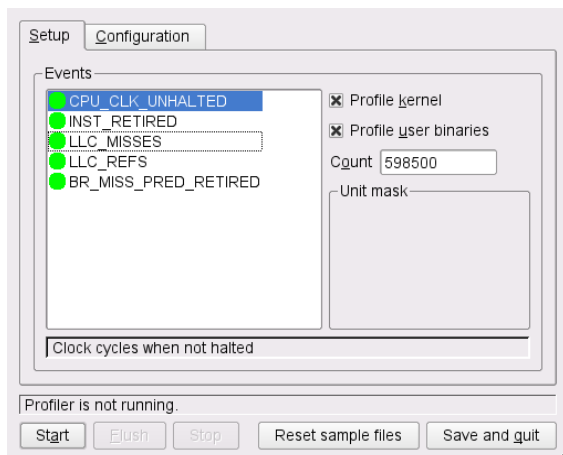 Setup
Configuration
Events
CPU_CLK_UNHALTED
INST_RETIRED
LLC_MISSES
LLC_REFS
BR_MISS_PRED_RETIRED
Profile kernel
Profile user binaries
Count 598500
Unit mask
Clock cycles when not halted
Profiler is not running.
Start Flush Stop Reset sample files Save and quit